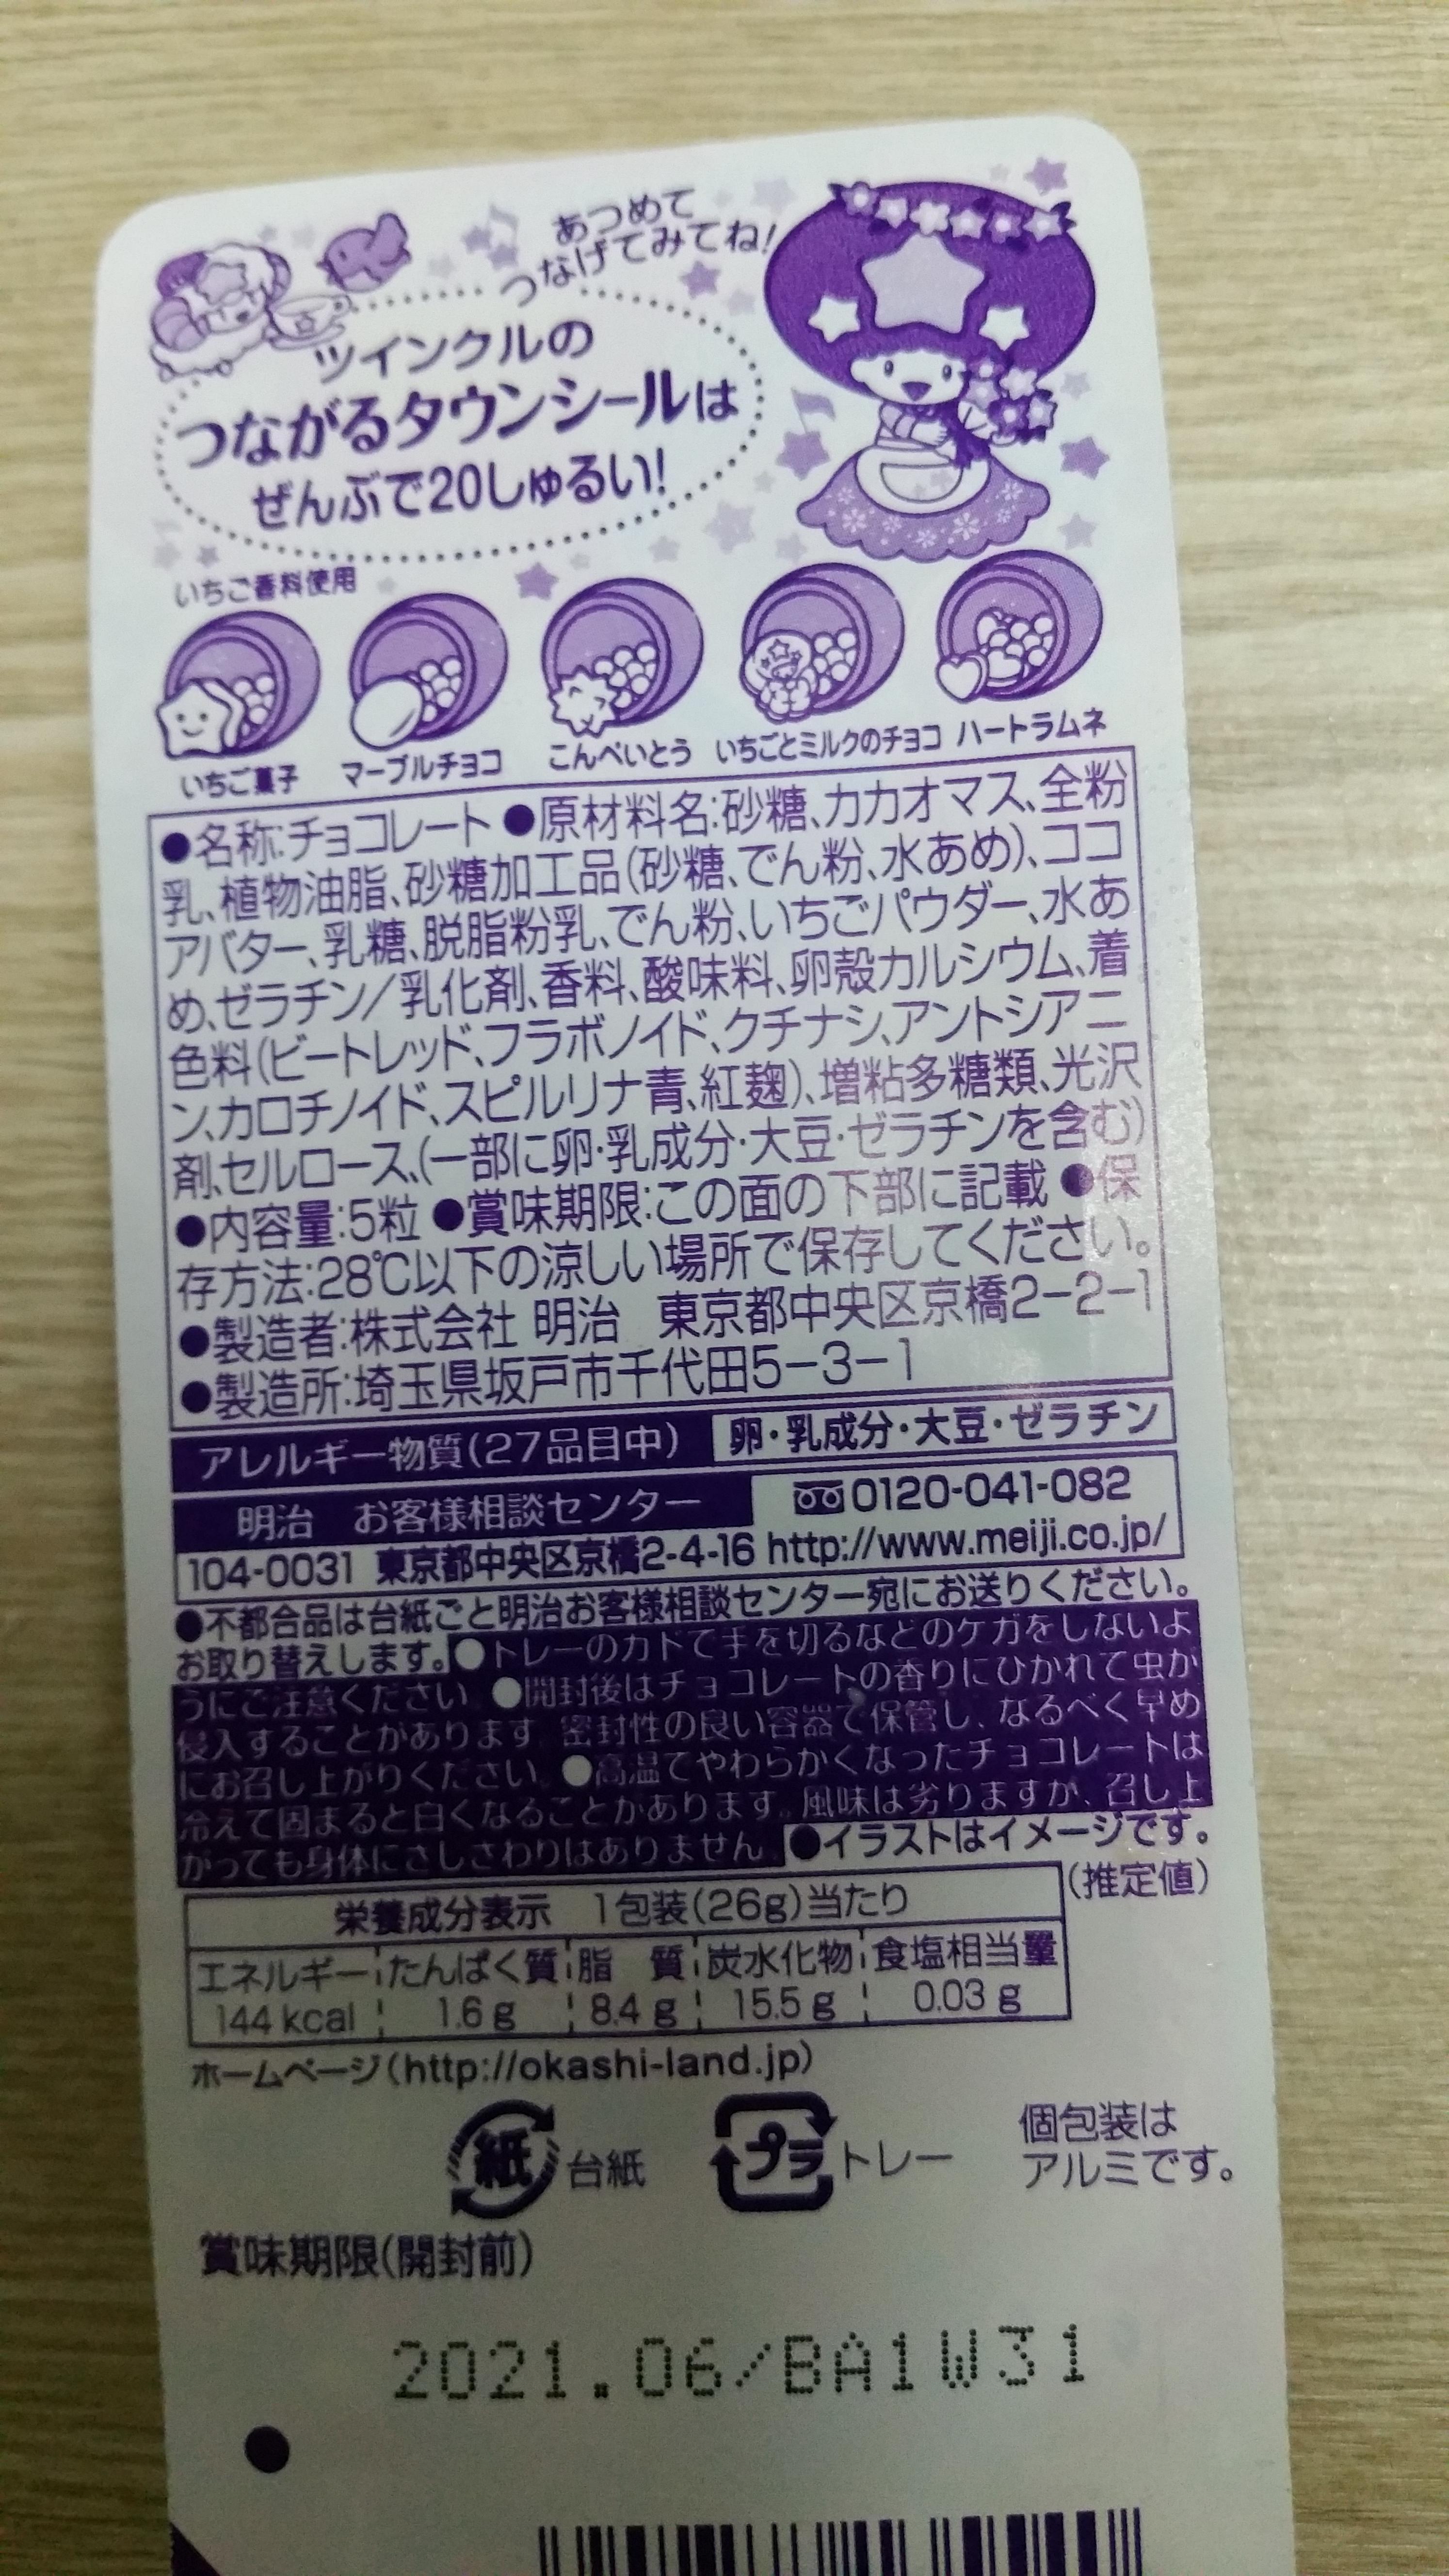 あつめて
つなげてみてね!
ツインクルの
つながるタウンシールは
ぜんぶで20しゅるい!
いちご香料使用
いちご菓子 マーブルチョコ こんぺいとう いちごとミルクのチョコ ハートラムネ
●名称:チョコレート ●原材料名:砂糖、カカオマス、全粉
乳、植物油脂、砂糖加工品(砂糖、でん粉、水あめ)、ココ
アバター、乳糖、脱脂粉乳、でん粉、いちごパウダー、水あ
め、ゼラチン/乳化剤、香料、酸味料、卵殻カルシウム、着
色料(ビートレッド、フラボノイド、クチナシ、アントシアニ
ン、カロチノイド、スピルリナ青、紅麹)、増粘多糖類、光沢
剤、セルロース、(一部に卵・乳成分・大豆・ゼラチンを含む)
●内容量:5粒 ●賞味期限:この面の下部に記載 ●保
存方法:28℃以下の涼しい場所で保存してください。
●製造者:株式会社 明治 東京都中央区京橋2-2-1
●製造所:埼玉県坂戸市千代田5-3-1
アレルギー物質(27品目中) 卵・乳成分・大豆・ゼラチン
明治 お客様相談センター 0120-041-082
104-0031 東京都中央区京橋2-4-16 http://www.meiji.co.jp/
●不都合品は台紙ごと明治お客様相談センター宛にお送りください。
お取り替えします。●トレーのカドで手を切るなどのケガをしないよ
うにご注意ください。●開封後はチョコレートの香りにひかれて虫が
侵入することがあります。密封性の良い容器で保管し、なるべく早め
にお召し上がりください。●高温でやわらかくなったチョコレートは
冷えて固まると白くなることがあります。風味は劣りますが、召し上
がっても身体にさしさわりはありません。●イラストはイメージです。
(推定値)
栄養成分表示 1包装(26g)当たり
エネルギー たんぱく質 脂 質 炭水化物 食塩相当量
144 kcal 1.6 g 8.4 g 15.5 g 0.03 g
ホームページ(http://okashi-land.jp)
紙 台紙 プラ トレー 個包装は
アルミです。
賞味期限(開封前)
2021.06/BA1W31